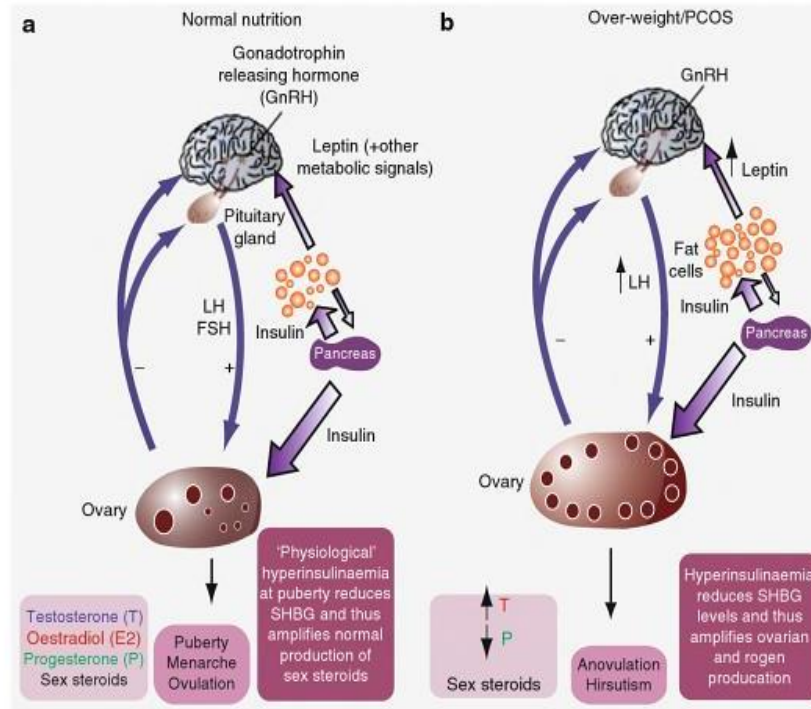 a
Normal nutrition
Gonadotrophin
releasing hormone
(GnRH)
Leptin (+other
metabolic signals)
Pituitary
gland
LH
FSH
Insulin
Pancreas
–
+
Insulin
Ovary
Testosterone (T)
Oestradiol (E2)
Progesterone (P)
Sex steroids
Puberty
Menarche
Ovulation
'Physiological'
hyperinsulinaemia
at puberty reduces
SHBG and thus
amplifies normal
production of
sex steroids
b
Over-weight/PCOS
GnRH
Leptin
Fat
cells
LH
Insulin
Pancreas
–
+
Insulin
Ovary
T
P
Sex steroids
Anovulation
Hirsutism
Hyperinsulinaemia
reduces SHBG
levels and thus
amplifies ovarian
and rogen
producation